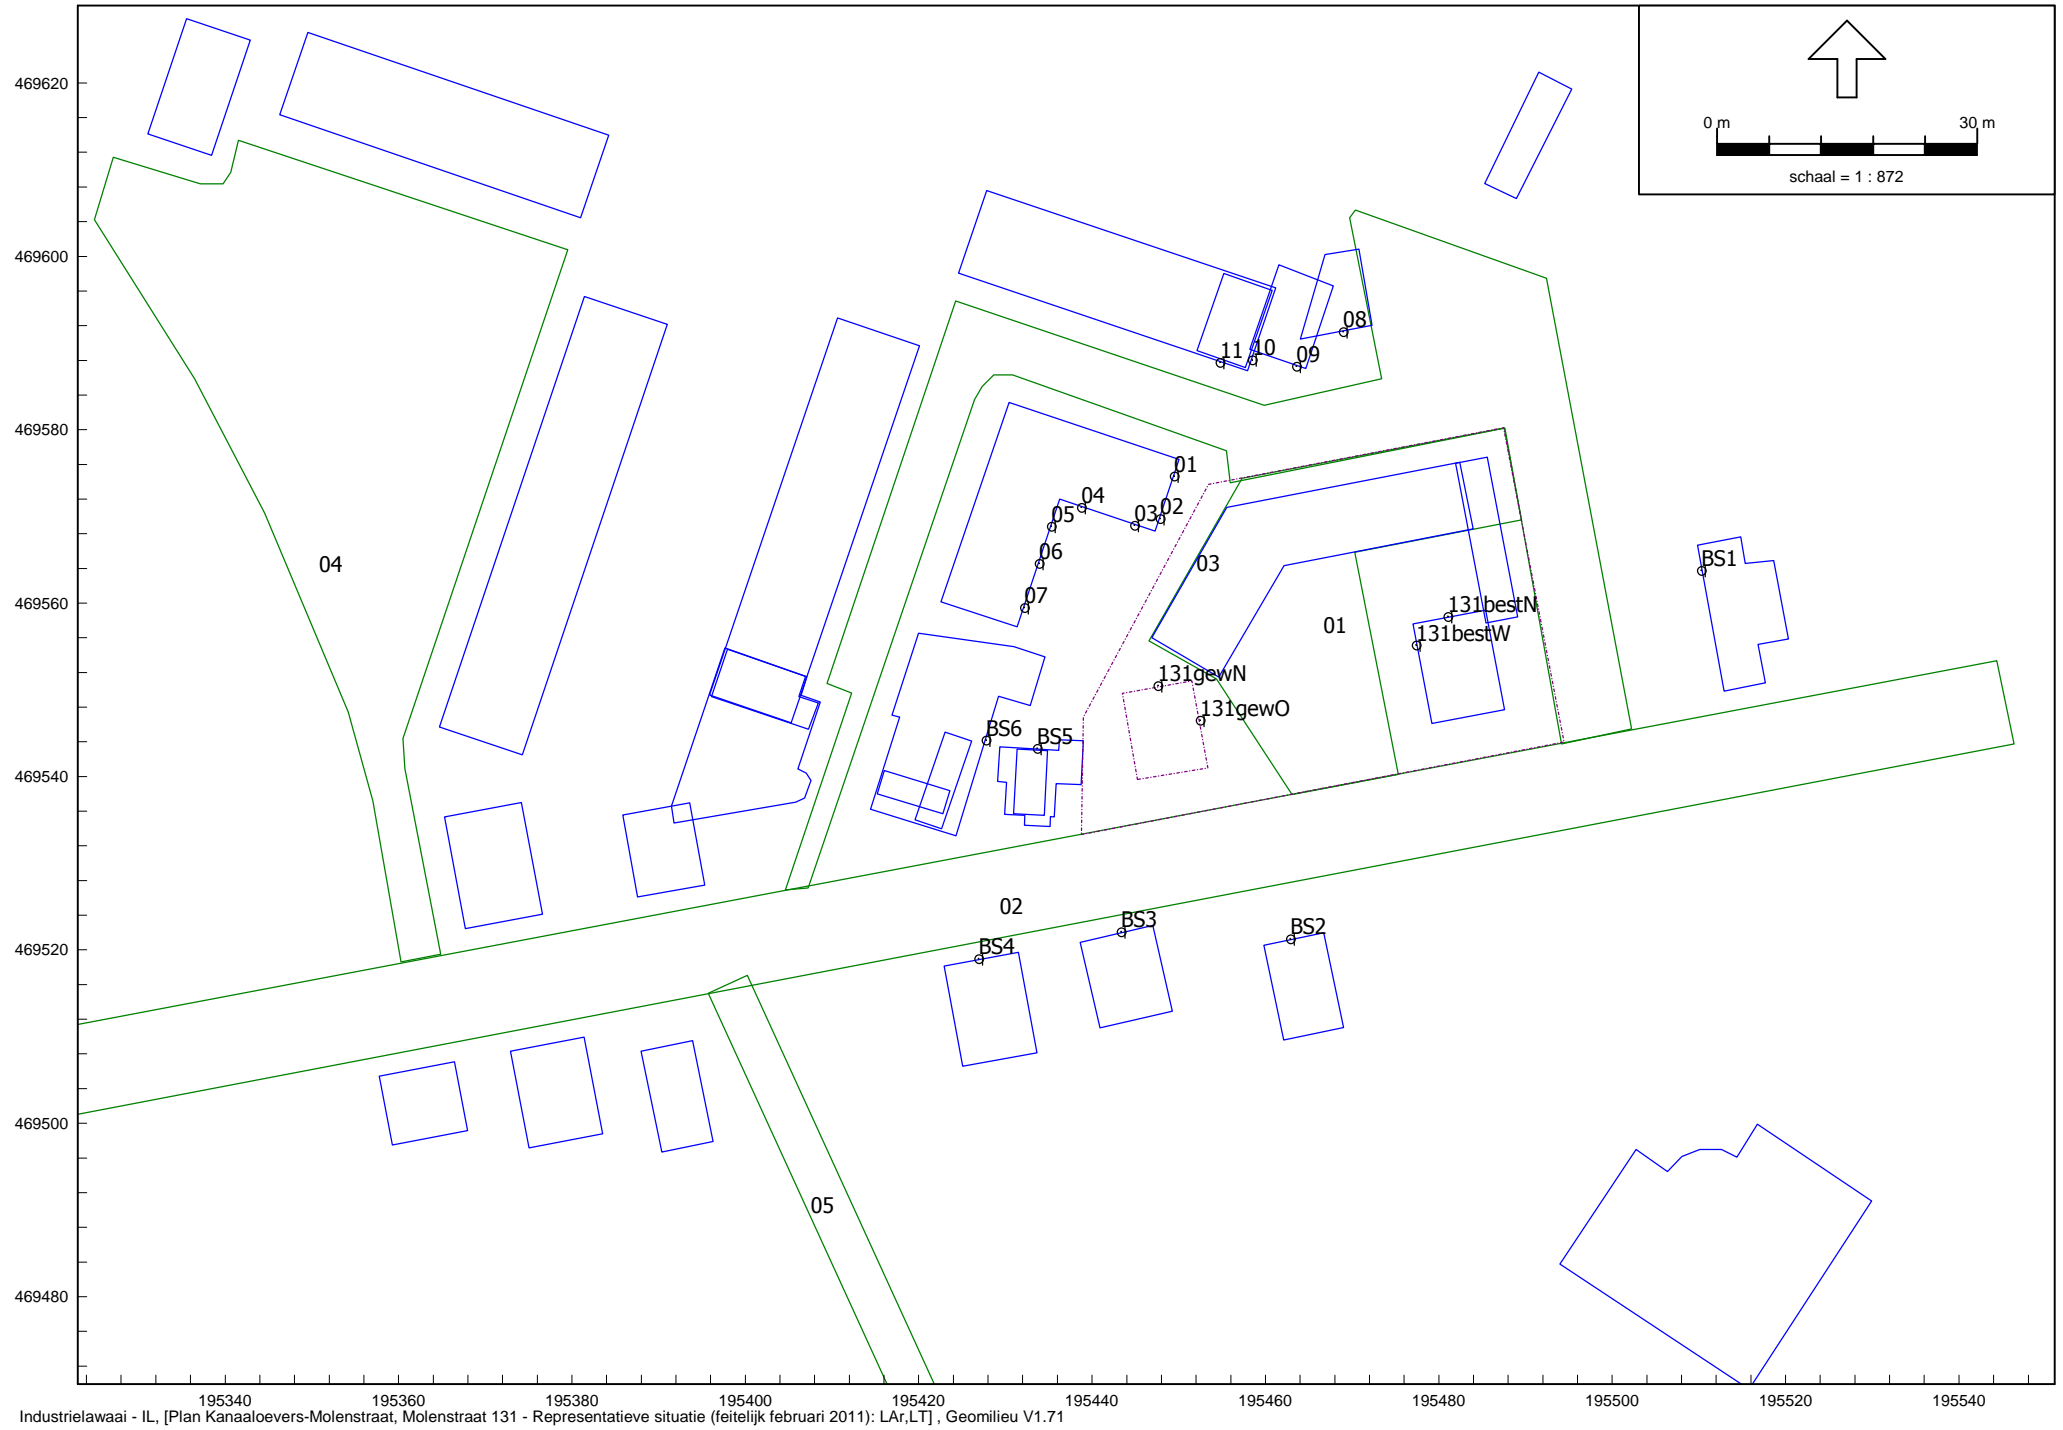 0 m 30 m
schaal = 1 : 872
469620
469600
469580
469560
469540
469520
469500
469480
08
11 10 09
01
04
03 02
05
06
07
04
03
01
BS1
131bestN
131bestW
131gewN
131gewO
BS6 BS5
02
BS3
BS2
BS4
05
195340 195360 195380 195400 195420 195440 195460 195480 195500 195520 195540
Industrielawaai - IL, [Plan Kanaaloevers-Molenstraat, Molenstraat 131 - Representatieve situatie (feitelijk februari 2011): LAr,LT] , Geomilieu V1.71